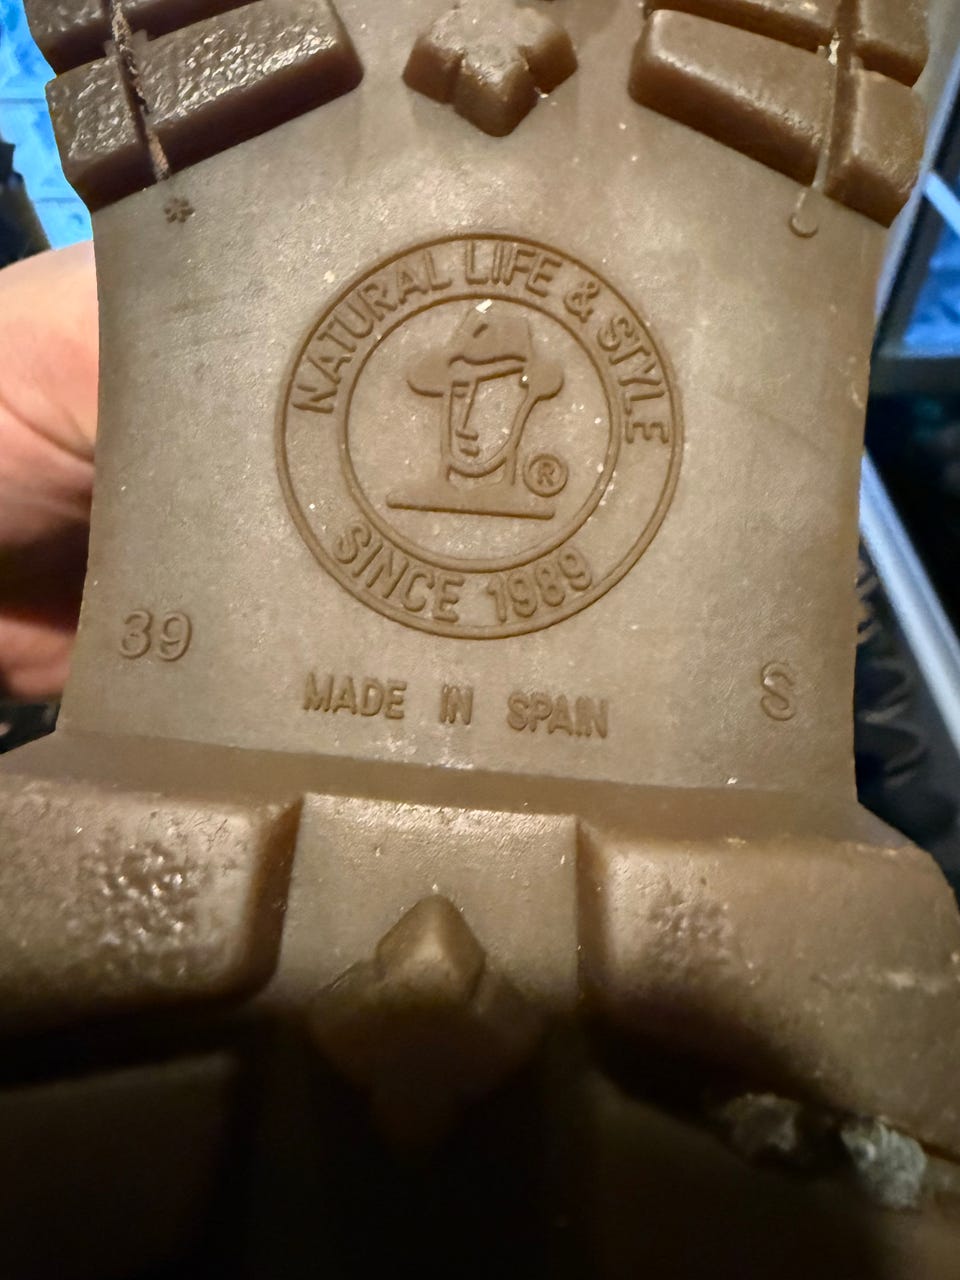 NATURAL LIFE & STYLE
®
SINCE 1989
39
MADE IN SPAIN
S